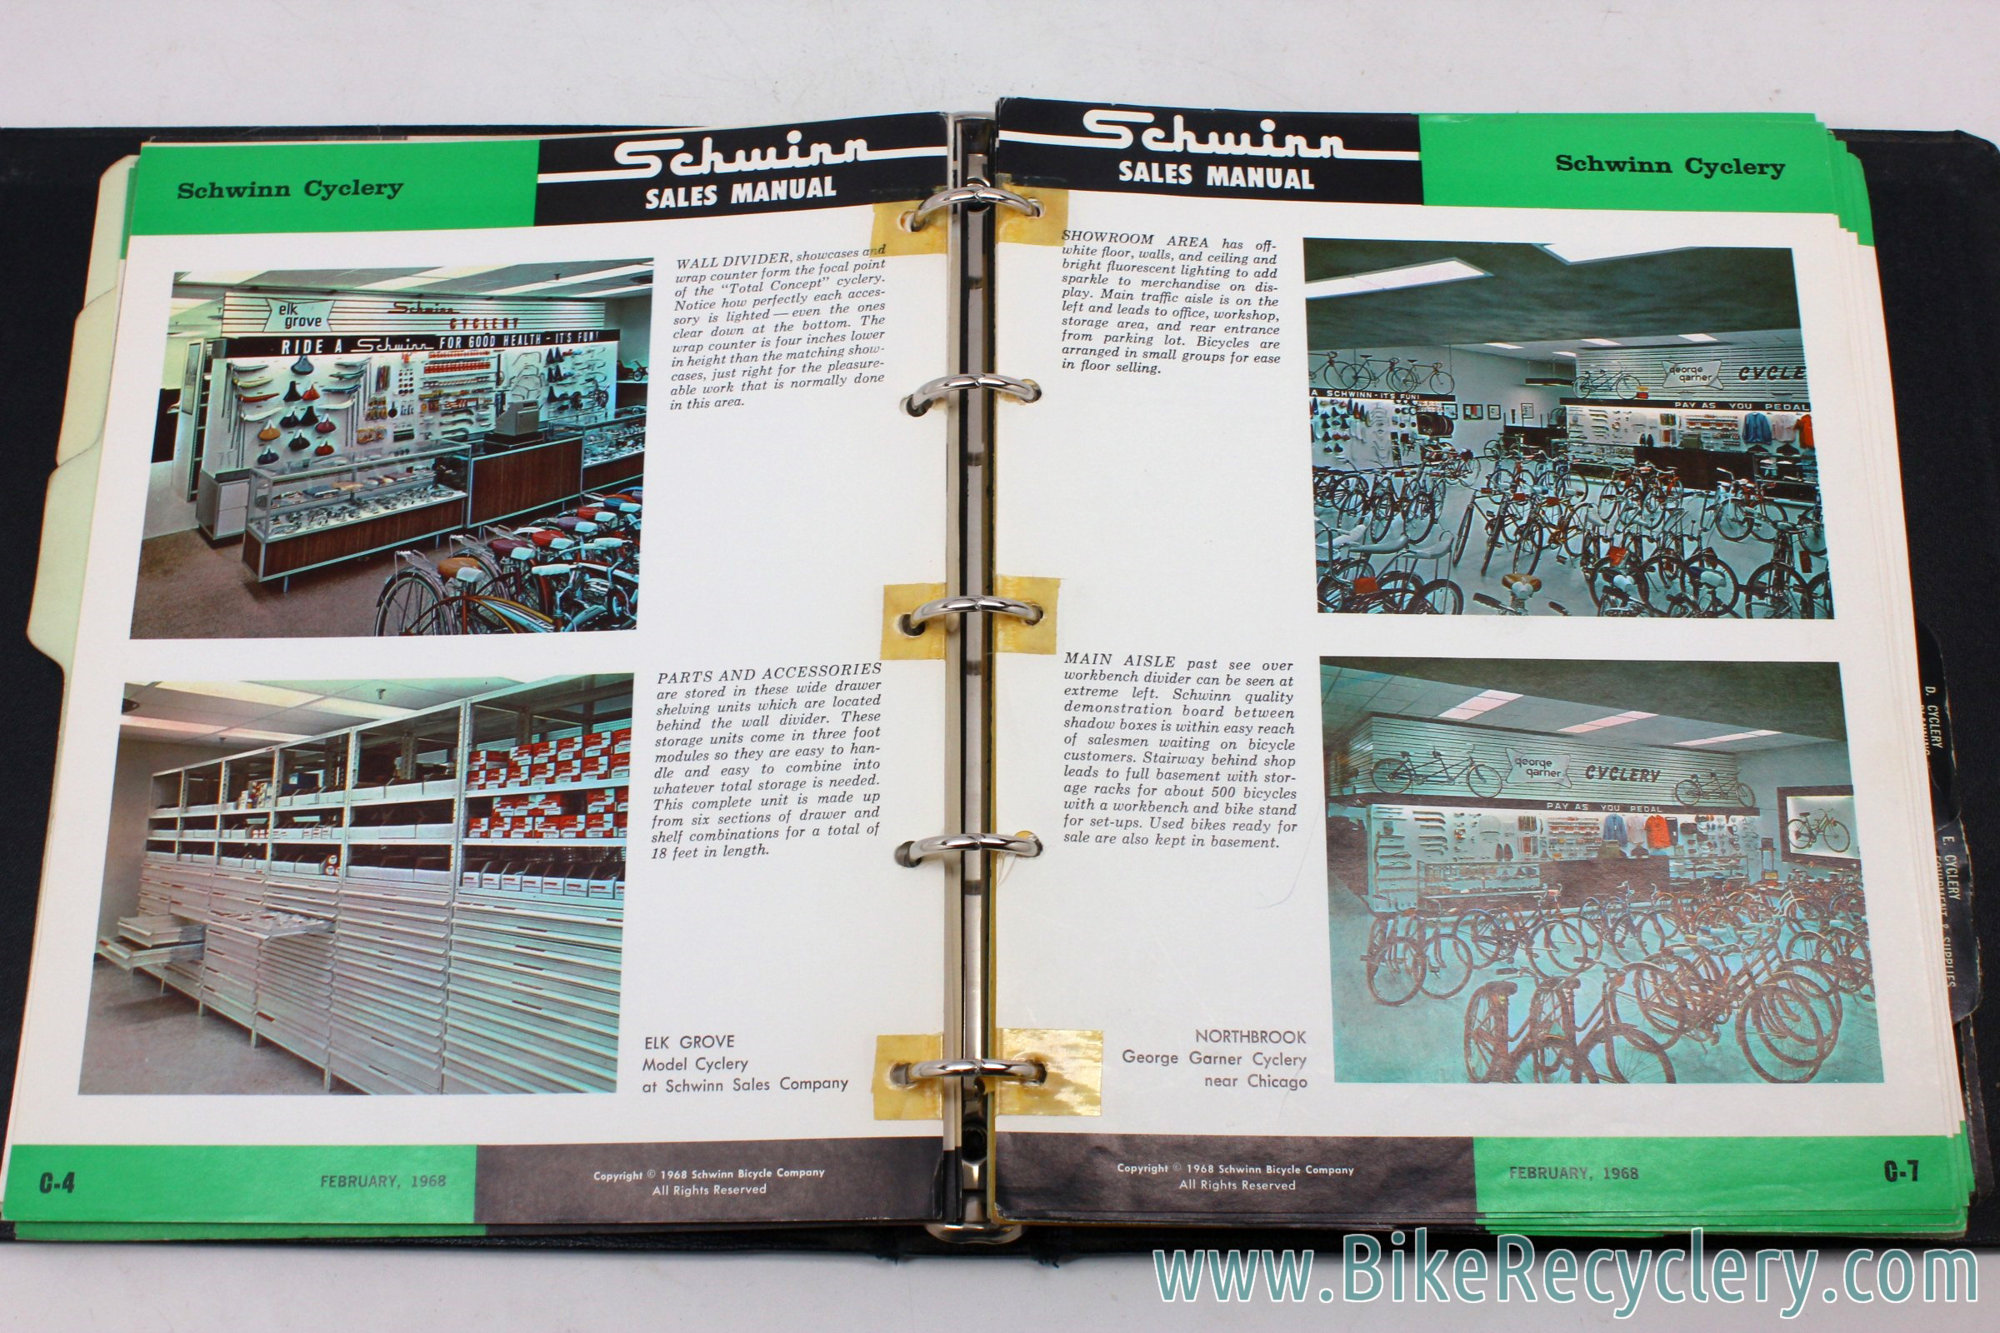 Schwinn Cyclery
Schwinn
SALES MANUAL
elk
grove
Schwinn
CYCLERY
RIDE A Schwinn FOR GOOD HEALTH - IT'S FUN!
WALL DIVIDER, showcases and
wrap counter form the focal point
of the "Total Concept" cyclery.
Notice how perfectly each acces-
sory is lighted — even the ones
clear down at the bottom. The
wrap counter is four inches lower
in height than the matching show-
cases, just right for the pleasure-
able work that is normally done
in this area.
PARTS AND ACCESSORIES
are stored in these wide drawer
shelving units which are located
behind the wall divider. These
storage units come in three foot
modules so they are easy to han-
dle and easy to combine into
whatever total storage is needed.
This complete unit is made up
from six sections of drawer and
shelf combinations for a total of
18 feet in length.
ELK GROVE
Model Cyclery
at Schwinn Sales Company
C-4
FEBRUARY, 1968
Copyright © 1968 Schwinn Bicycle Company
All Rights Reserved
Schwinn
SALES MANUAL
Schwinn Cyclery
SHOWROOM AREA has off-
white floor, walls, and ceiling and
bright fluorescent lighting to add
sparkle to merchandise on dis-
play. Main traffic aisle is on the
left and leads to office, workshop,
storage area, and rear entrance
from parking lot. Bicycles are
arranged in small groups for ease
in floor selling.
george
garner
CYCLE
A SCHWINN - IT'S FUN!
PAY AS YOU PEDAL
MAIN AISLE past see over
workbench divider can be seen at
extreme left. Schwinn quality
demonstration board between
shadow boxes is within easy reach
of salesmen waiting on bicycle
customers. Stairway behind shop
leads to full basement with stor-
age racks for about 500 bicycles
with a workbench and bike stand
for set-ups. Used bikes ready for
sale are also kept in basement.
george
garner
CYCLERY
PAY AS YOU PEDAL
NORTHBROOK
George Garner Cyclery
near Chicago
Copyright © 1968 Schwinn Bicycle Company
All Rights Reserved
FEBRUARY, 1968
C-7
D. CYCLERY
E. CYCLERY
EQUIPMENT & SUPPLIES
www.BikeRecyclery.com